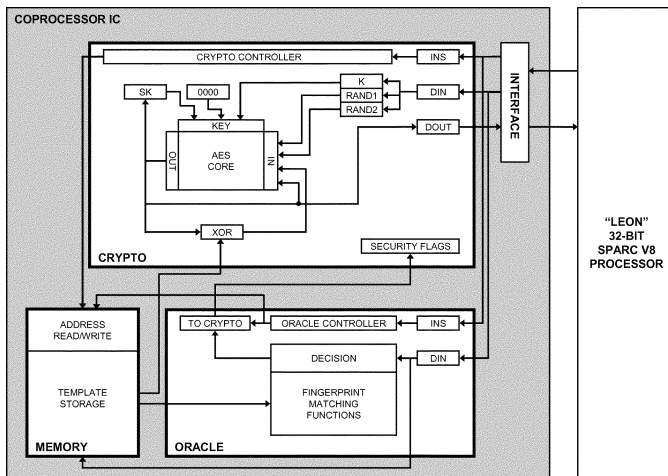 COPROCESSOR IC
CRYPTO CONTROLLER
INS
SK
0000
K
RAND1
RAND2
DIN
KEY
OUT
AES
CORE
IN
DOUT
INTERFACE
XOR
CRYPTO
SECURITY FLAGS
“LEON”
32-BIT
SPARC V8
PROCESSOR
ADDRESS
READ/WRITE
TEMPLATE
STORAGE
MEMORY
TO CRYPTO
ORACLE CONTROLLER
INS
DECISION
DIN
FINGERPRINT
MATCHING
FUNCTIONS
ORACLE